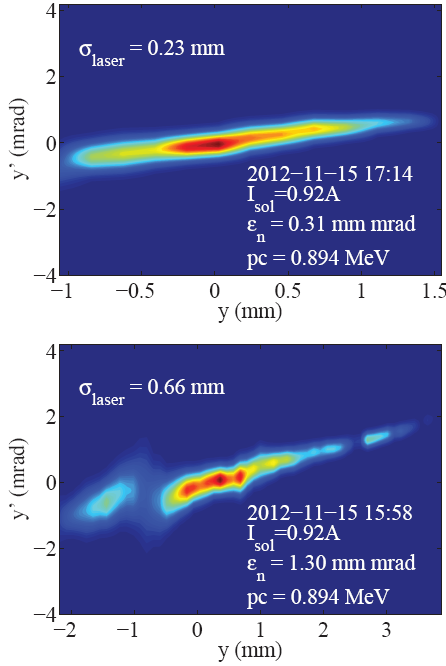 4
σlaser = 0.23 mm
2
y' (mrad)
0
2012−11−15 17:14
Isol=0.92A
−2
εn = 0.31 mm mrad
pc = 0.894 MeV
−4
−1 −0.5 0 0.5 1 1.5
y (mm)
4
σlaser = 0.66 mm
2
y' (mrad)
0
2012−11−15 15:58
Isol=0.92A
−2
εn = 1.30 mm mrad
pc = 0.894 MeV
−4
−2 −1 0 1 2 3
y (mm)